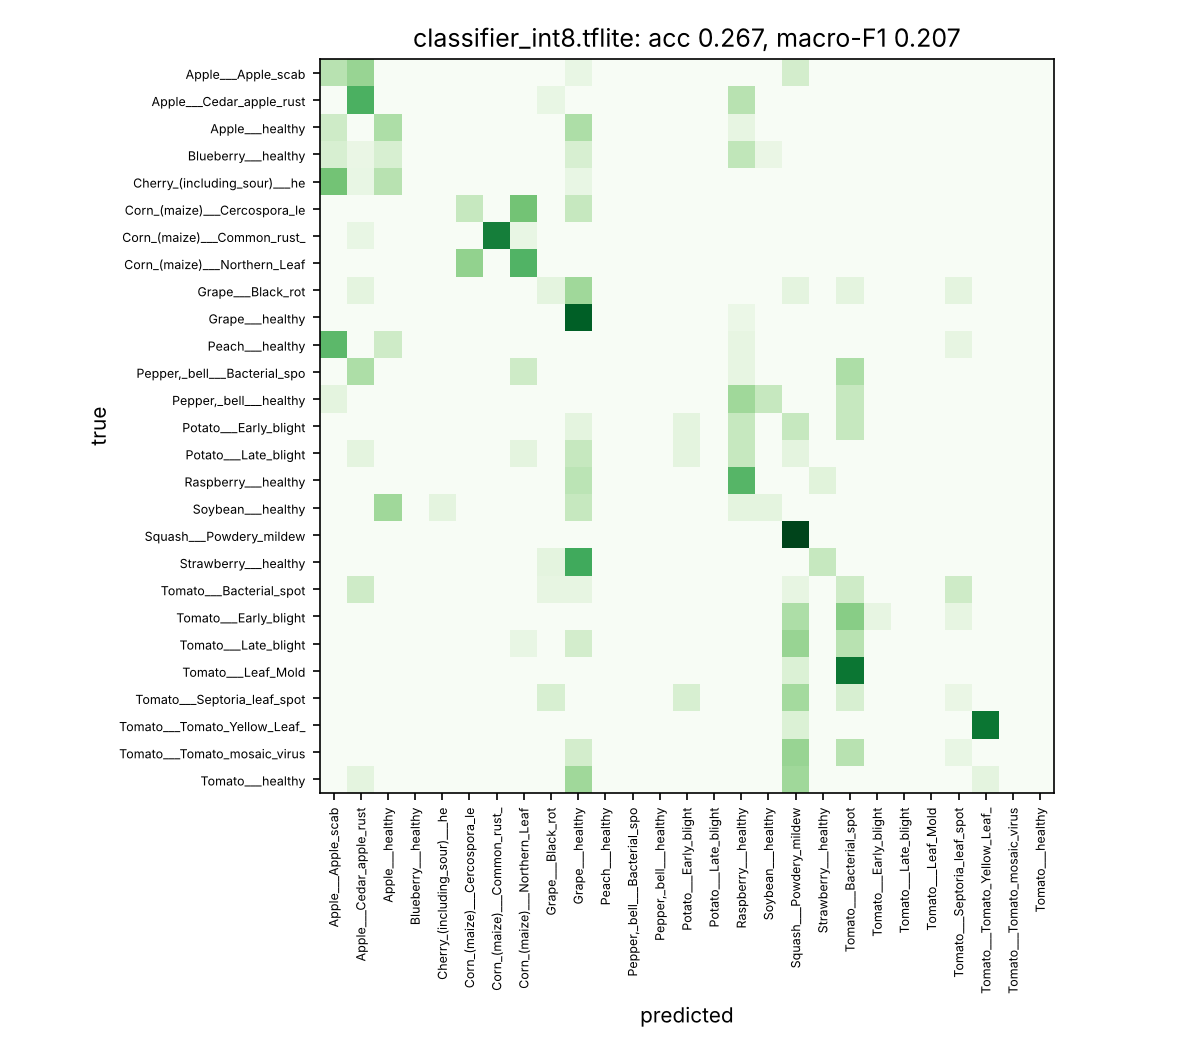 classifier_int8.tflite: acc 0.267, macro-F1 0.207
Apple___Apple_scab
Apple___Cedar_apple_rust
Apple___healthy
Blueberry___healthy
Cherry_(including_sour)___he
Corn_(maize)___Cercospora_le
Corn_(maize)___Common_rust_
Corn_(maize)___Northern_Leaf
Grape___Black_rot
Grape___healthy
Peach___healthy
Pepper,_bell___Bacterial_spo
Pepper,_bell___healthy
Potato___Early_blight
Potato___Late_blight
Raspberry___healthy
Soybean___healthy
Squash___Powdery_mildew
Strawberry___healthy
Tomato___Bacterial_spot
Tomato___Early_blight
Tomato___Late_blight
Tomato___Leaf_Mold
Tomato___Septoria_leaf_spot
Tomato___Tomato_Yellow_Leaf_
Tomato___Tomato_mosaic_virus
Tomato___healthy
true
Apple___Apple_scab
Apple___Cedar_apple_rust
Apple___healthy
Blueberry___healthy
Cherry_(including_sour)___he
Corn_(maize)___Cercospora_le
Corn_(maize)___Common_rust_
Corn_(maize)___Northern_Leaf
Grape___Black_rot
Grape___healthy
Peach___healthy
Pepper,_bell___Bacterial_spo
Pepper,_bell___healthy
Potato___Early_blight
Potato___Late_blight
Raspberry___healthy
Soybean___healthy
Squash___Powdery_mildew
Strawberry___healthy
Tomato___Bacterial_spot
Tomato___Early_blight
Tomato___Late_blight
Tomato___Leaf_Mold
Tomato___Septoria_leaf_spot
Tomato___Tomato_Yellow_Leaf_
Tomato___Tomato_mosaic_virus
Tomato___healthy
predicted